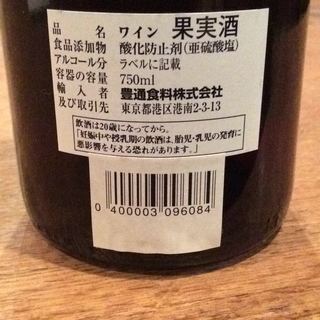 品名 ワイン 果実酒
食品添加物 酸化防止剤(亜硫酸塩)
アルコール分 ラベルに記載
容器の容量 750ml
輸入者 豊通食料株式会社
及び取引先 東京都港区港南2-3-13
飲酒は20歳になってから。
「妊娠中や授乳期の飲酒は、胎児・乳児の発育に
悪影響を与える恐れがあります。」
0 400003 096084